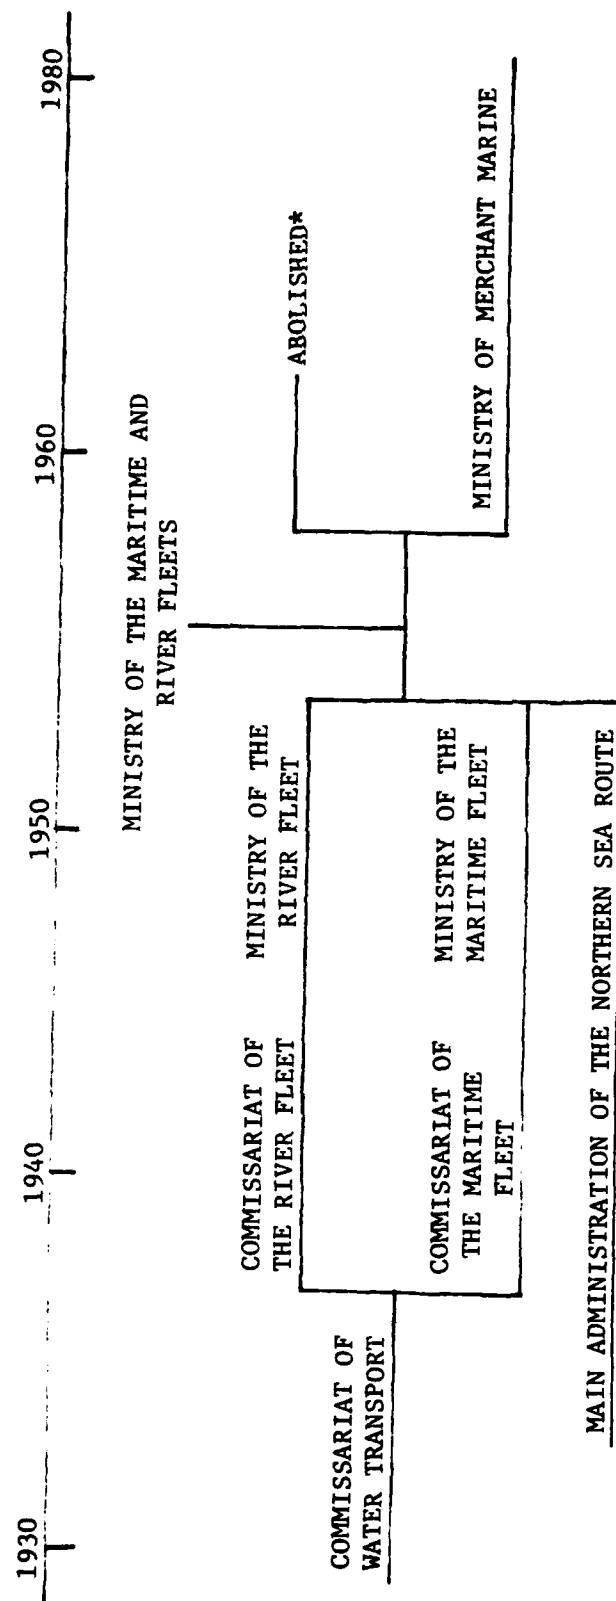 1930
1940
1950
1960
1980
MINISTRY OF THE MARITIME AND
RIVER FLEETS
COMMISSARIAT OF
THE RIVER FLEET
MINISTRY OF THE
RIVER FLEET
ABOLISHED*
COMMISSARIAT OF
WATER TRANSPORT
COMMISSARIAT OF
THE MARITIME
FLEET
MINISTRY OF THE
MARITIME FLEET
MINISTRY OF MERCHANT MARINE
MAIN ADMINISTRATION OF THE NORTHERN SEA ROUTE